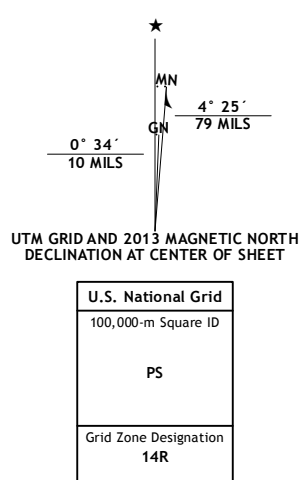 ★
MN
4° 25´
79 MILS
GN
0° 34´
10 MILS
UTM GRID AND 2013 MAGNETIC NORTH
DECLINATION AT CENTER OF SHEET
U.S. National Grid
100,000-m Square ID
PS
Grid Zone Designation
14R